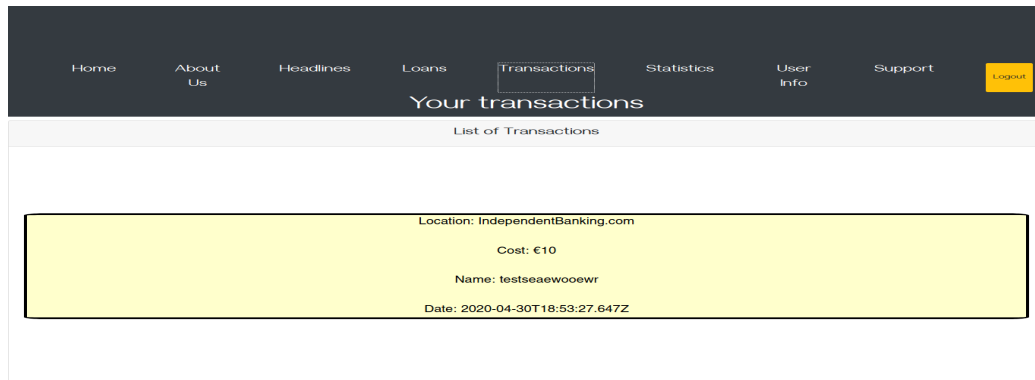 Home About Us Headlines Loans Transactions Statistics User Info Support Logout
Your transactions
List of Transactions
Location: IndependentBanking.com
Cost: €10
Name: testseaewooewr
Date: 2020-04-30T18:53:27.647Z